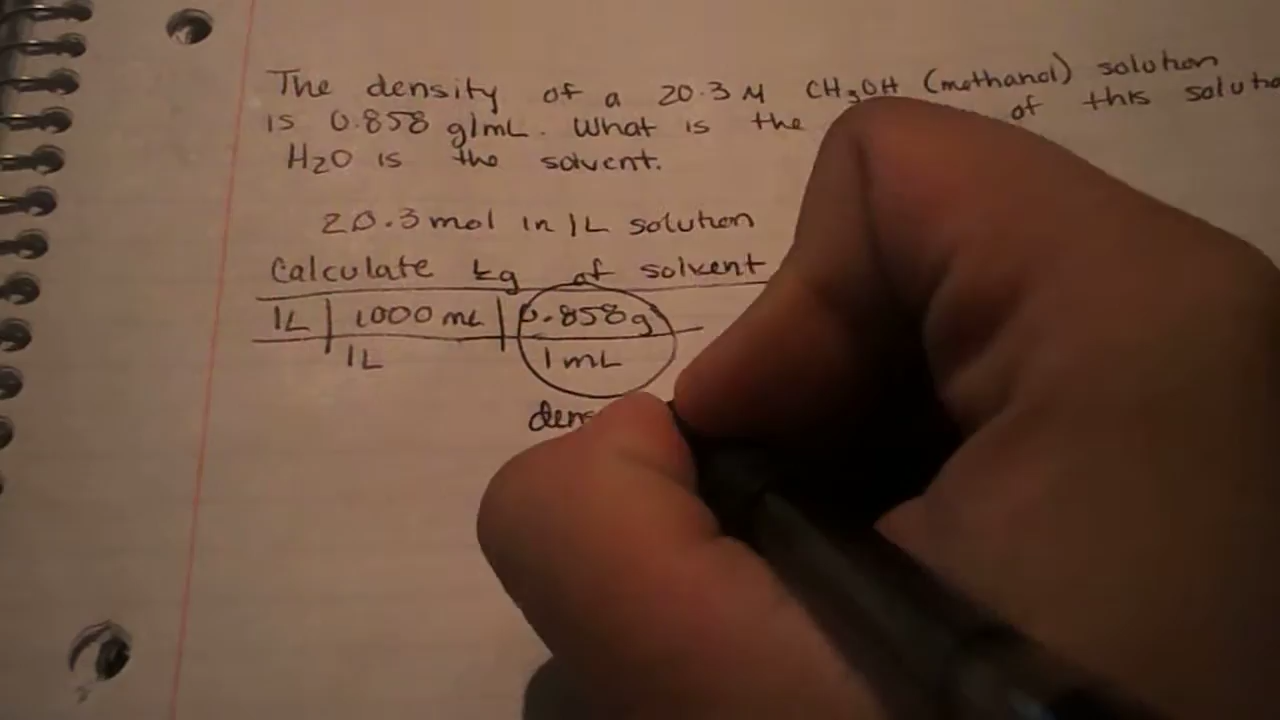 The density of a 20.3 M CH3OH (methanol) solution
is 0.858 g/mL. What is the of this
H2O is the solvent.
20.3 mol in 1L solution
Calculate kg of solvent
1L | 1000 mL | 0.858g
1L 1 mL